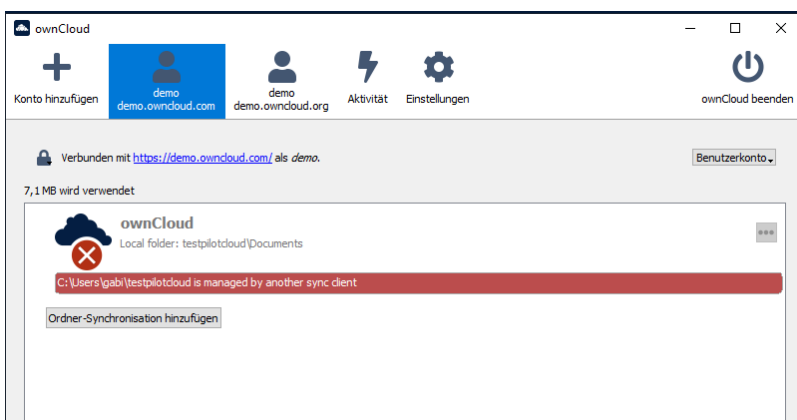 ownCloud
Konto hinzufügen
demo
demo.owncloud.com
demo
demo.owncloud.org
Aktivität
Einstellungen
ownCloud beenden
Verbunden mit https://demo.owncloud.com/ als demo.
Benutzerkonto
7,1 MB wird verwendet
ownCloud
Local folder: testpilotcloud\Documents
C:\Users\gabi\testpilotcloud is managed by another sync client
Ordner-Synchronisation hinzufügen